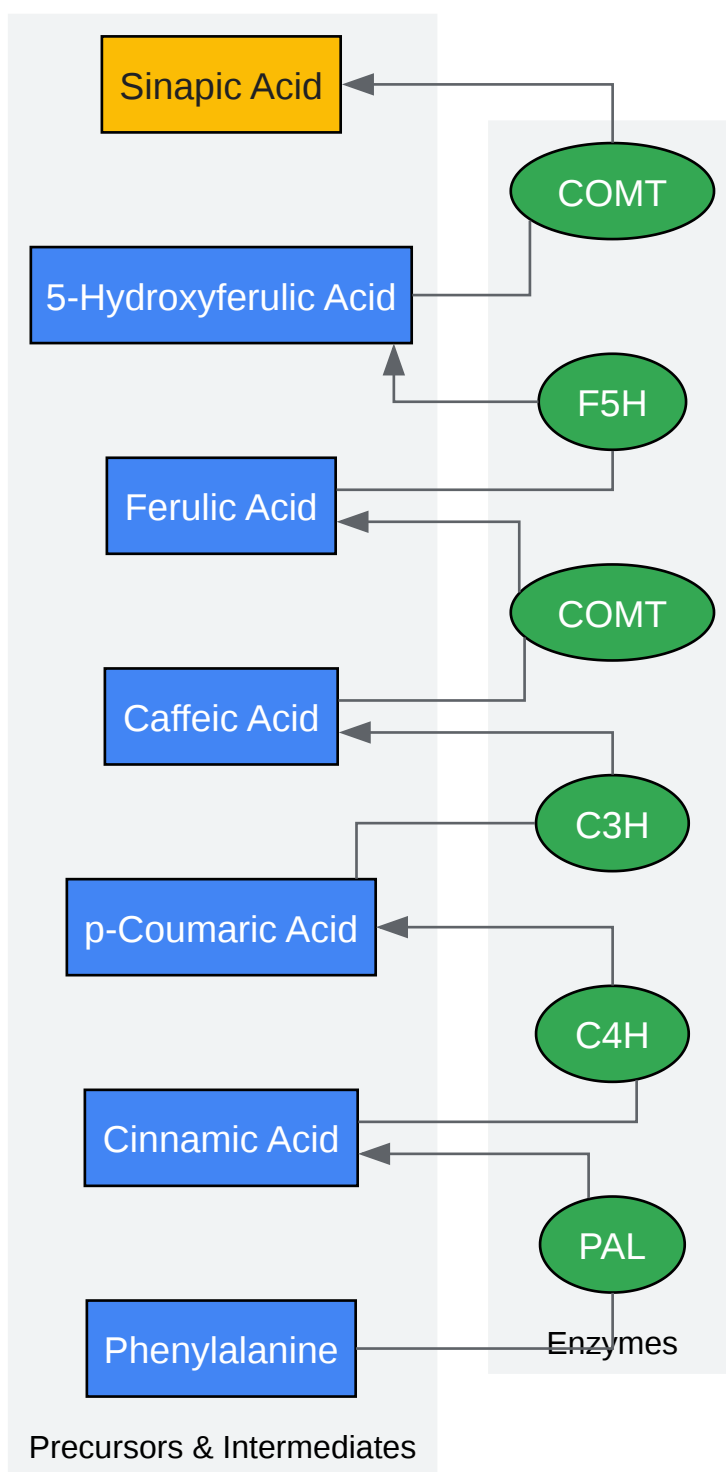 Sinapic Acid
COMT
5-Hydroxyferulic Acid
F5H
Ferulic Acid
COMT
Caffeic Acid
C3H
p-Coumaric Acid
C4H
Cinnamic Acid
PAL
Enzymes
Phenylalanine
Precursors & Intermediates